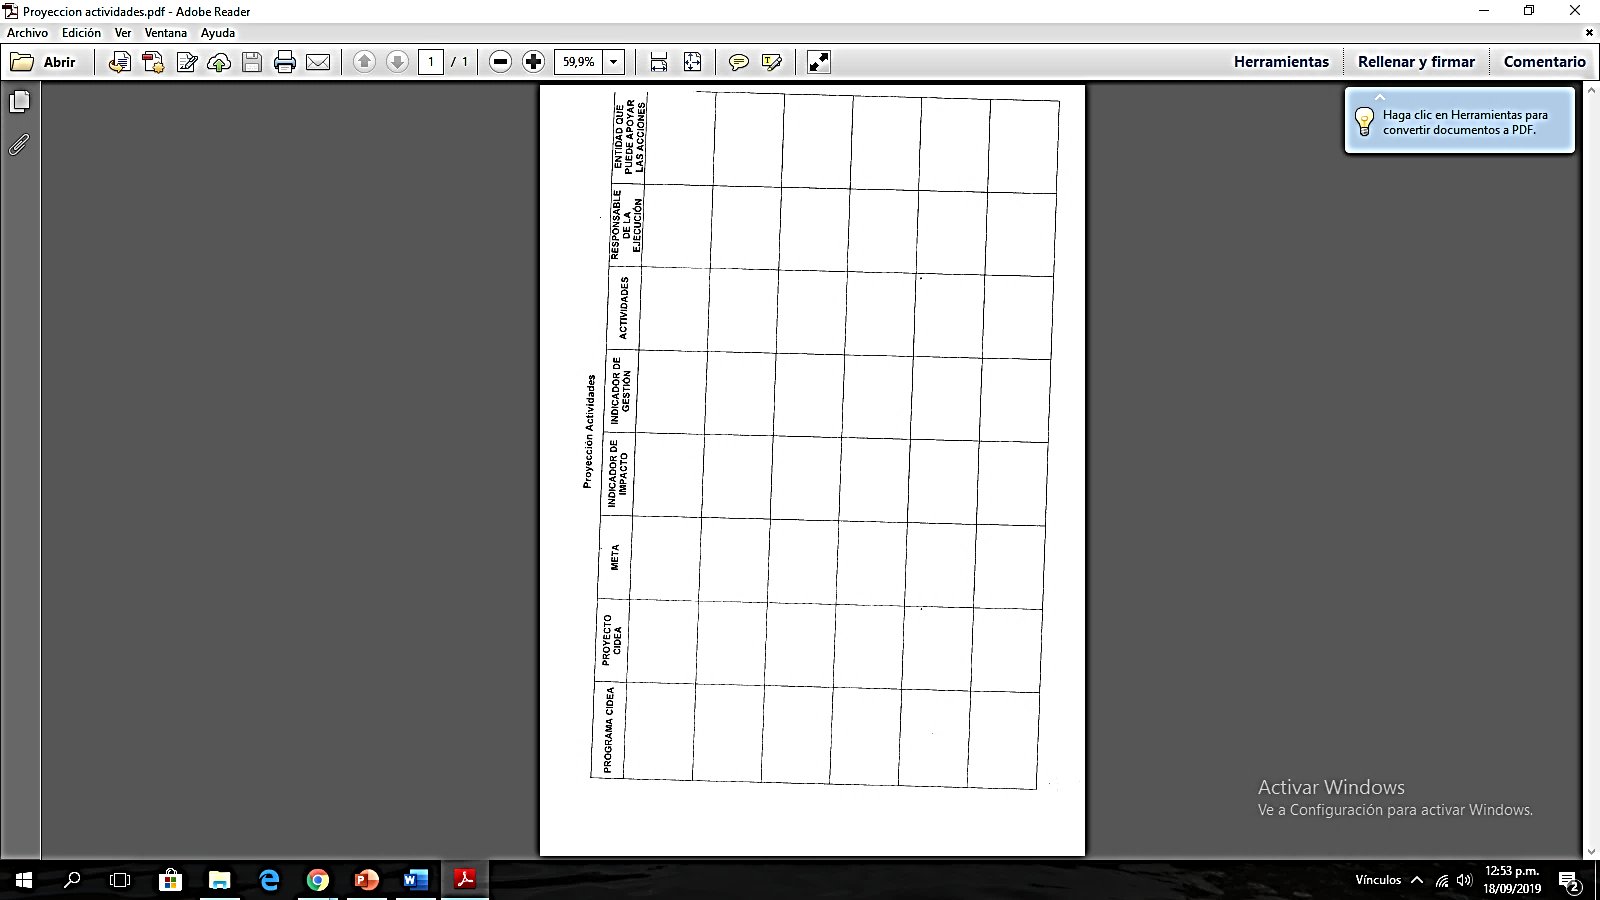 Proyeccion actividades.pdf - Adobe Reader
Archivo Edición Ver Ventana Ayuda
Abrir 1 / 1 59,9% Herramientas Rellenar y firmar Comentario
Haga clic en Herramientas para
convertir documentos a PDF.
Proyección Actividades
PROGRAMA CIDEA
PROYECTO
CIDEA
META
INDICADOR DE
IMPACTO
INDICADOR DE
GESTIÓN
ACTIVIDADES
RESPONSABLE
DE LA
EJECUCIÓN
ENTIDAD QUE
PUEDE APOYAR
LAS ACCIONES
Activar Windows
Ve a Configuración para activar Windows.
Vínculos
12:53 p.m.
18/09/2019
2